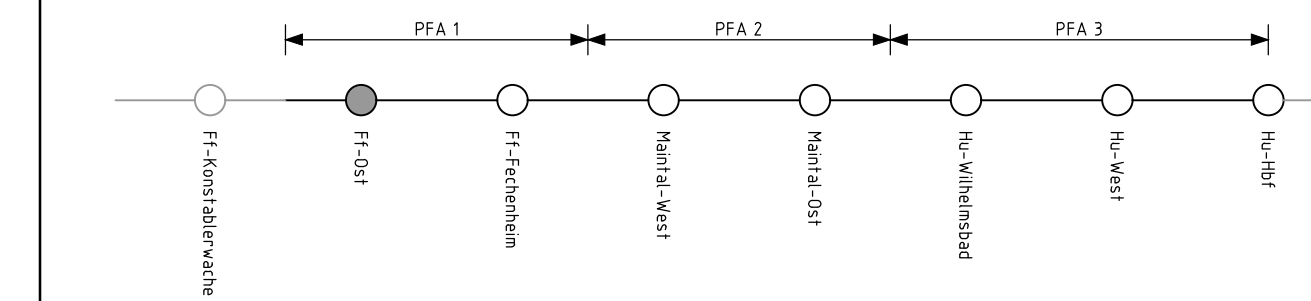 PFA 1
PFA 2
PFA 3
Ff-Konstablerwache
Ff-Ost
Ff-Fechenheim
Maintal-West
Maintal-Ost
Hu-Wilhelmsbad
Hu-West
Hu-Hbf